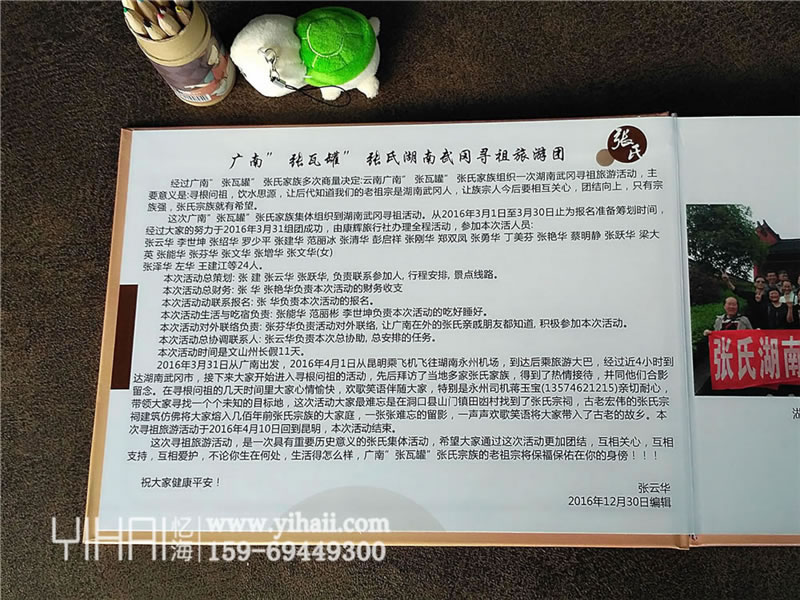 广南”张瓦罐”张氏湖南武冈寻祖旅游团
张氏
经过广南”张瓦罐”张氏家族多次商量决定:云南广南”张瓦罐”张氏家族组织一次湖南武冈寻祖旅游活动，主
要意义是:寻根问祖，饮水思源，让后代知道我们的老祖宗是湖南武冈人，让族人今后要相互关心，团结向上，只有宗
族强，张氏宗族就有希望。
这次广南”张瓦罐”张氏家族集体组织到湖南武冈寻祖活动。从2016年3月1日至3月30日止为报名准备筹划时间，
经过大家的努力于2016年3月31组团成功，由康辉旅行社办理全程活动，参加本次活人员:
张云华 李世坤 张绍华 罗少平 张建华 范丽冰 张清华 彭启祥 张刚华 郑双凤 张勇华 丁美芬 张艳华 蔡明静 张跃华 梁大
英 张能华 张芬华 张文华 张增华 张文华(女)
张泽华 左华 王建江等24人。
本次活动总策划: 张 建 张云华 张跃华, 负责联系参加人, 行程安排, 景点线路。
本次活动总财务: 张 华 张艳华负责本次活动的财务收支
本次活动动联系报名: 张 华负责本次活动的报名。
本次活动生活与吃宿负责: 张能华 范丽彬 李世坤负责本次活动的吃好睡好。
本次活动对外联络负责: 张芬华负责活动对外联络, 让广南在外的张氏亲戚朋友都知道, 积极参加本次活动。
本次活动总协调联系人: 张云华负责本次总协助, 总安排的任务。
本次活动时间是文山州长假11天。
2016年3月31日从广南出发，2016年4月1日从昆明乘飞机飞往湖南永州机场，到达后乘旅游大巴，经过近4小时到
达湖南武冈市，接下来大家开始进入寻根问祖的活动，先后拜访了当地多家张氏家族，得到了热情接待，并同他们合影
留念。在寻根问祖的几天时间里大家心情愉快，欢歌笑语伴随大家，特别是永州司机蒋玉宝(13574621215)亲切耐心，
带领大家寻找一个个未知的目标地，这次活动大家最难忘是在洞口县山门镇田凼村找到了张氏宗祠，古老宏伟的张氏宗
祠建筑仿佛将大家熔入几佰年前张氏宗族的大家庭，一张张难忘的留影，一声声欢歌笑语将大家带入了古老的故乡。本
次寻祖旅游活动于2016年4月10日回到昆明，本次活动结束。
这次寻祖旅游活动，是一次具有重要历史意义的张氏集体活动，希望大家通过这次活动更加团结，互相关心，互相
支持，互相爱护，不论你生在何处，生活得怎么样，广南”张瓦罐”张氏宗族的老祖宗将保福保佑在你的身傍！！！
祝大家健康平安！
张云华
2016年12月30日编辑
张氏湖南
湖
YIHAI 忆海
www.yihaii.com
159-69449300